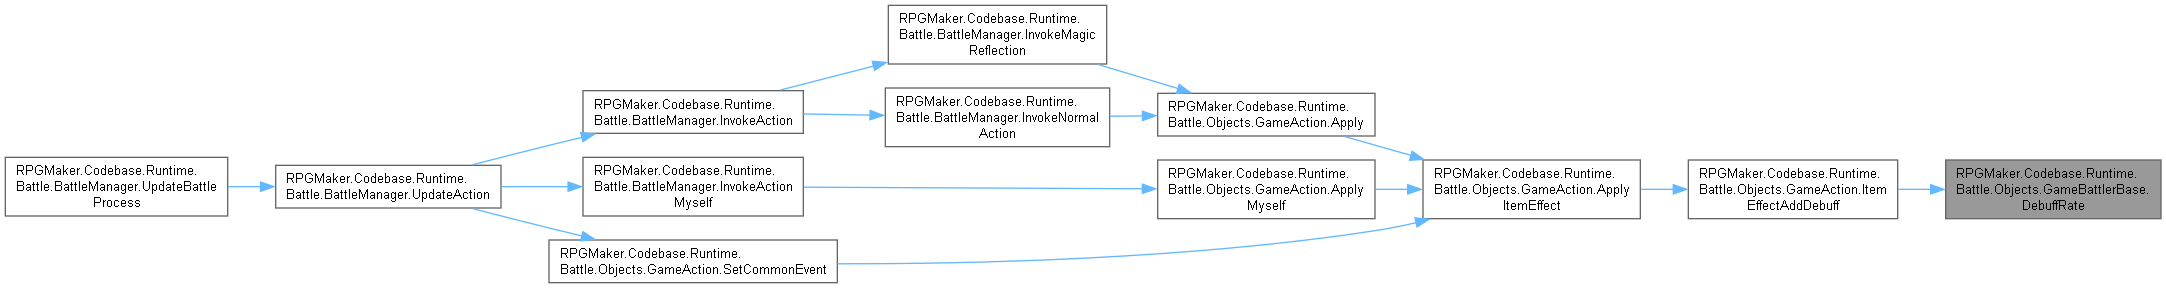 RPGMaker.Codebase.Runtime.
Battle.BattleManager.UpdateBattle
Process
RPGMaker.Codebase.Runtime.
Battle.BattleManager.UpdateAction
RPGMaker.Codebase.Runtime.
Battle.BattleManager.InvokeAction
RPGMaker.Codebase.Runtime.
Battle.BattleManager.InvokeAction
Myself
RPGMaker.Codebase.Runtime.
Battle.Objects.GameAction.SetCommonEvent
RPGMaker.Codebase.Runtime.
Battle.BattleManager.InvokeMagic
Reflection
RPGMaker.Codebase.Runtime.
Battle.BattleManager.InvokeNormal
Action
RPGMaker.Codebase.Runtime.
Battle.Objects.GameAction.Apply
RPGMaker.Codebase.Runtime.
Battle.Objects.GameAction.Apply
Myself
RPGMaker.Codebase.Runtime.
Battle.Objects.GameAction.Apply
ItemEffect
RPGMaker.Codebase.Runtime.
Battle.Objects.GameAction.Item
EffectAddDebuff
RPGMaker.Codebase.Runtime.
Battle.Objects.GameBattlerBase.
DebuffRate